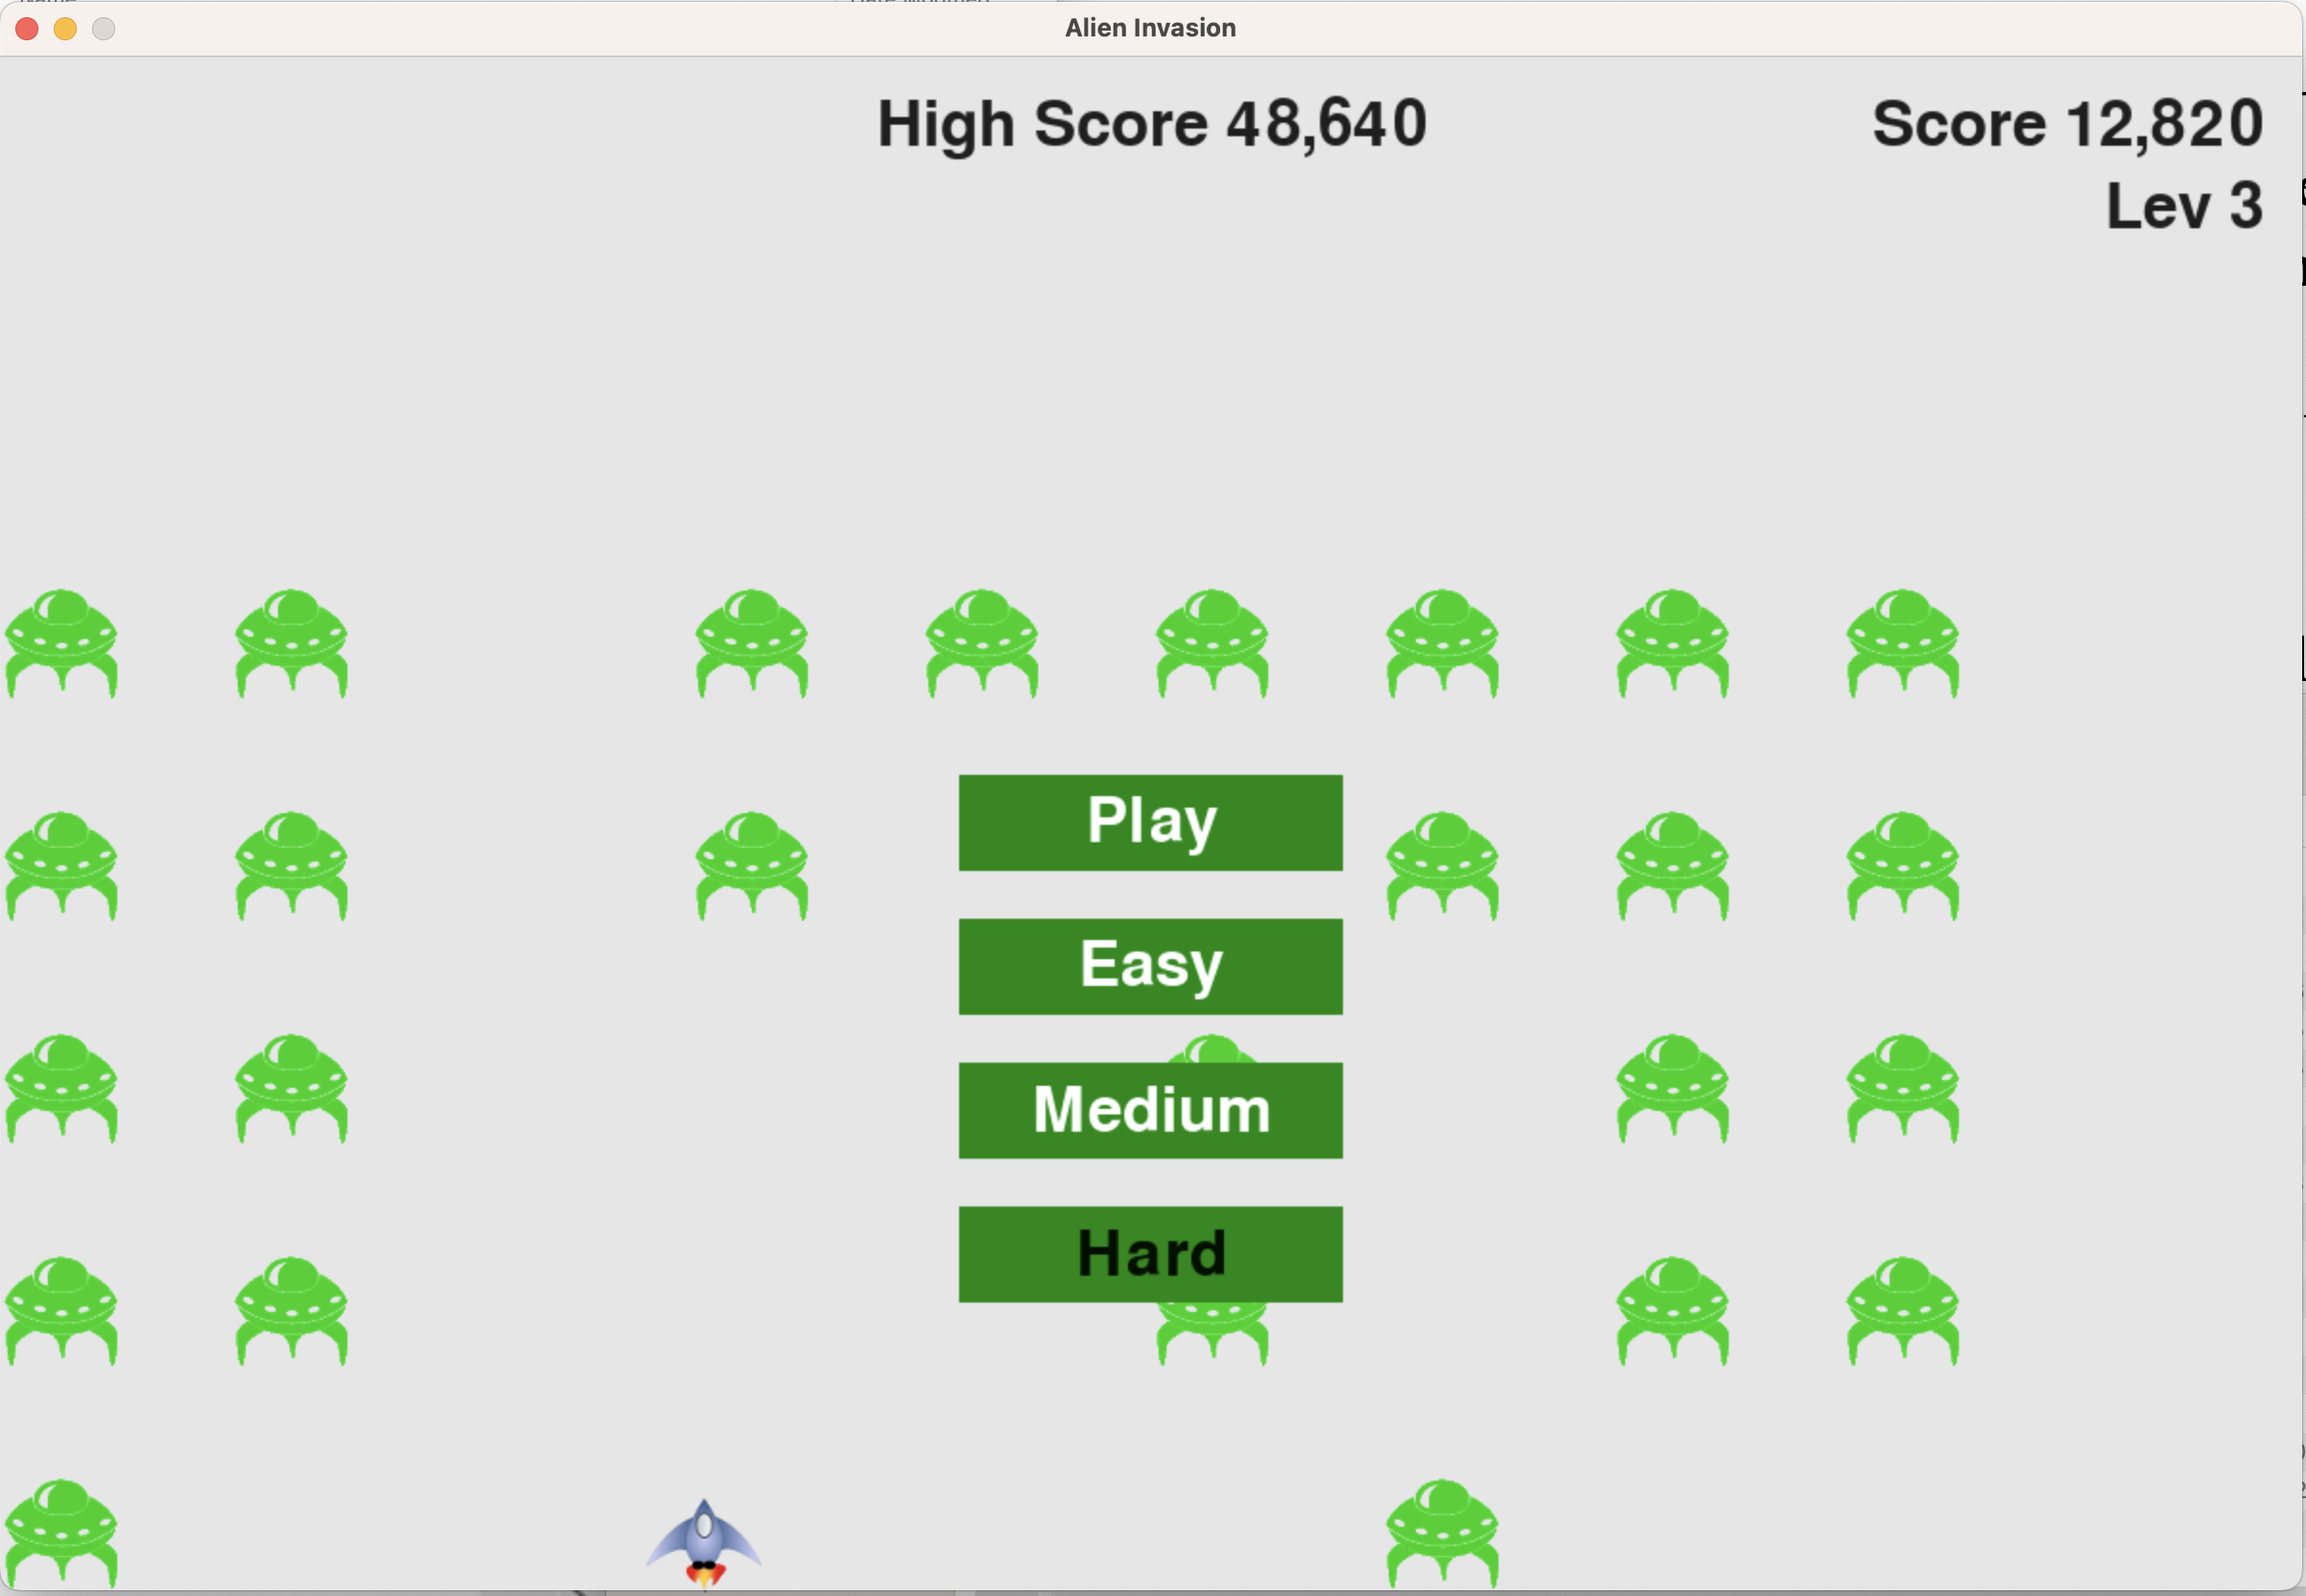 Alien Invasion
High Score 48,640
Score 12,820
Lev 3
Play
Easy
Medium
Hard